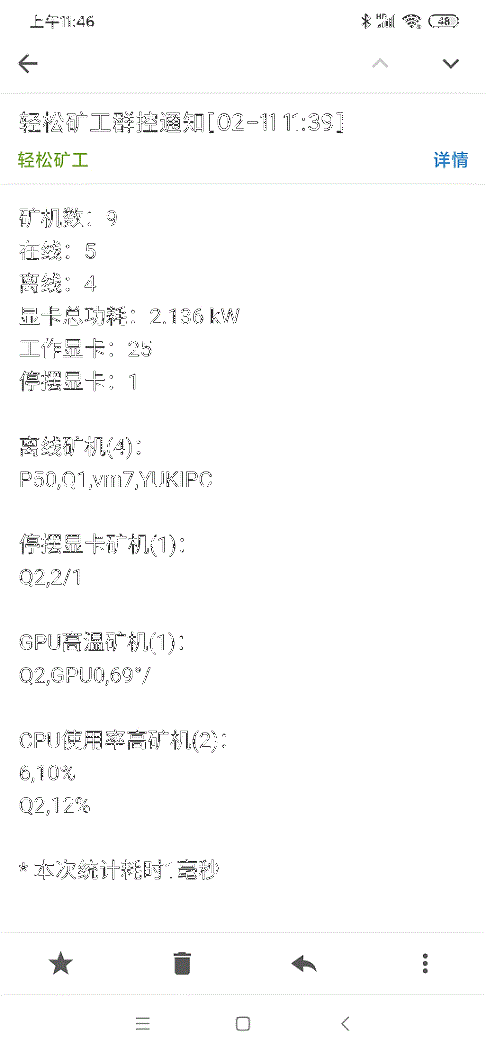 上午11:46
48
轻松矿工群控通知[02-11 11:39]
轻松矿工
详情
矿机数：9
在线：5
离线：4
显卡总功耗：2.136 kW
工作显卡：25
停摆显卡：1
离线矿机(4)：
P50,Q1,vm7,YUKIPC
停摆显卡矿机(1)：
Q2,2/1
GPU高温矿机(1)：
Q2,GPU0,69°/
CPU使用率高矿机(2)：
6,10%
Q2,12%
* 本次统计耗时1毫秒